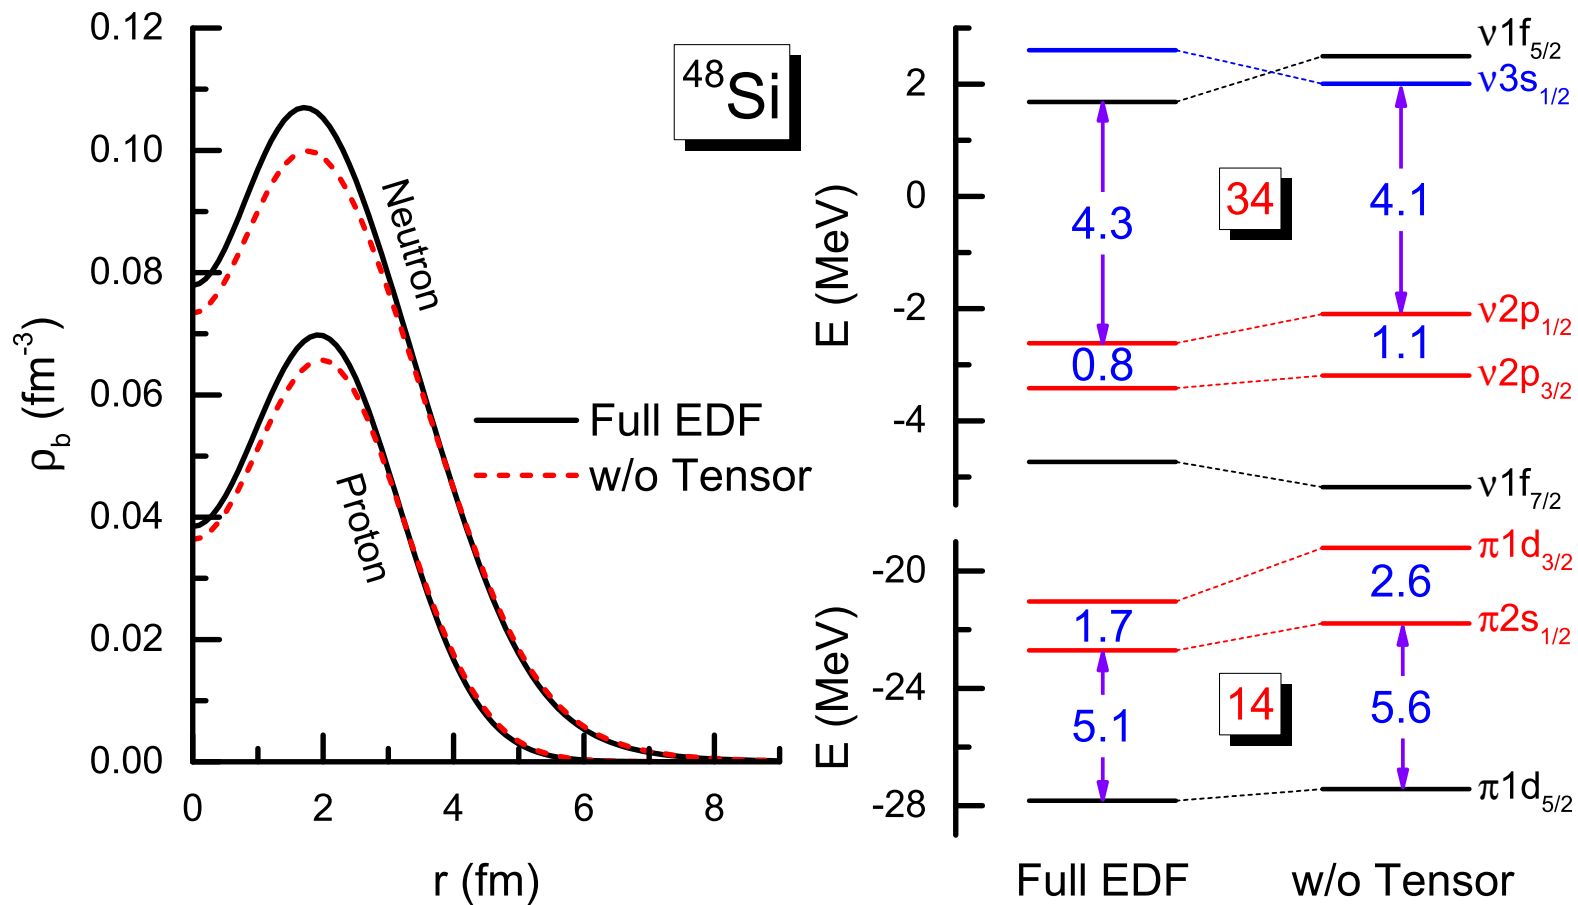 0.12
0.10
0.08
0.06
0.04
0.02
0.00
ρb (fm-3)
0
2
4
6
8
r (fm)
48Si
Neutron
Proton
Full EDF
w/o Tensor
E (MeV)
2
0
-2
-4
E (MeV)
-20
-24
-28
4.3
0.8
1.7
5.1
34
14
4.1
1.1
2.6
5.6
ν1f5/2
ν3s1/2
ν2p1/2
ν2p3/2
ν1f7/2
π1d3/2
π2s1/2
π1d5/2
Full EDF
w/o Tensor